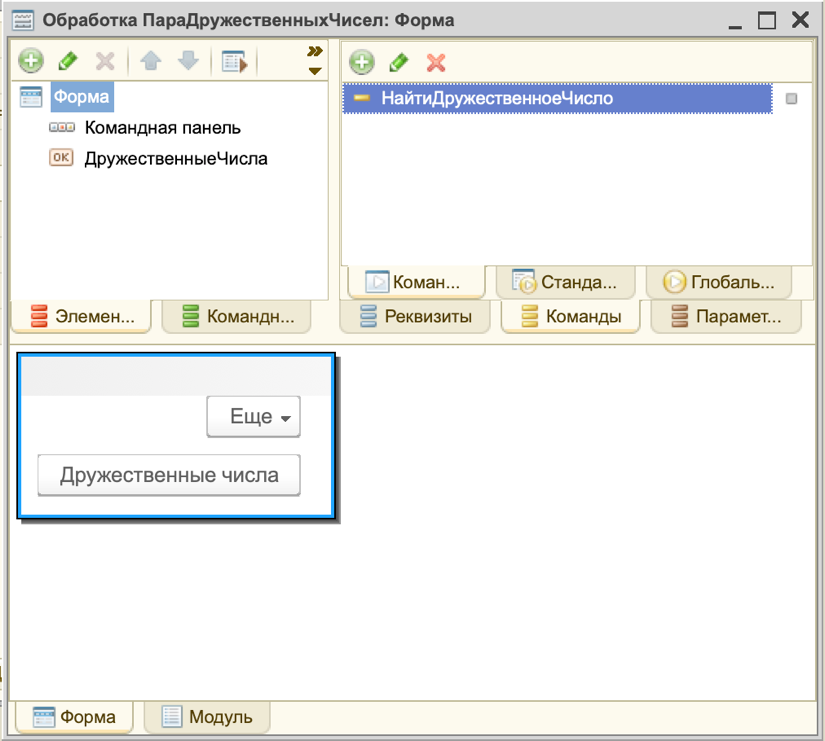 Обработка ПараДружественныхЧисел: Форма
Форма
Командная панель
ОК ДружественныеЧисла
НайтиДружественноеЧисло
Коман... Станда... Глобаль...
Элемен... Командн... Реквизиты Команды Парамет...
Еще
Дружественные числа
Форма Модуль